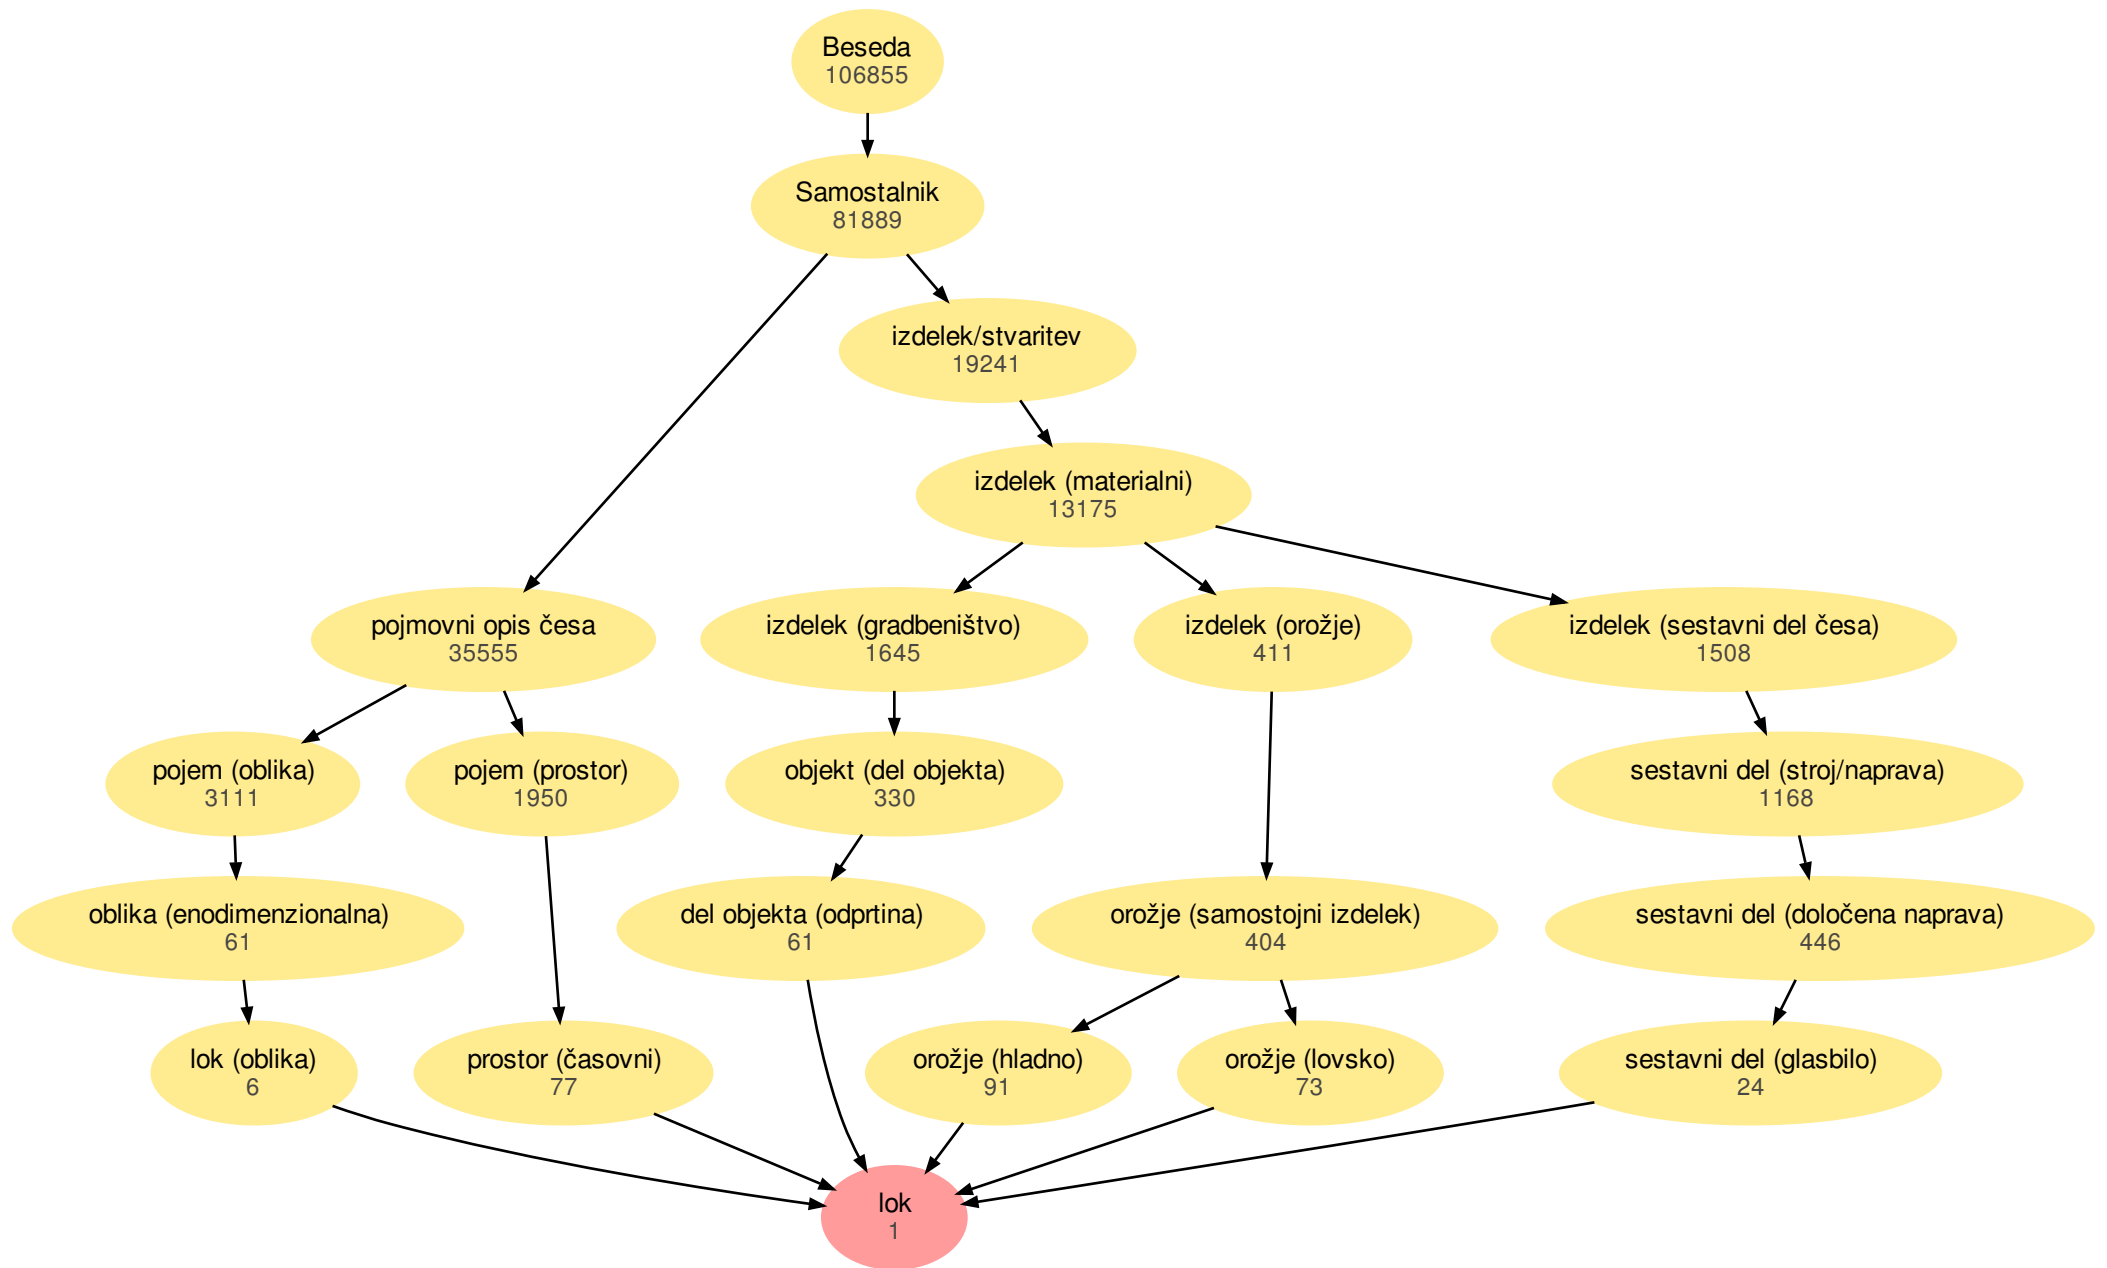 Beseda
106855
Samostalnik
81889
izdelek/stvaritev
19241
izdelek (materialni)
13175
pojmovni opis česa
35555
izdelek (gradbeništvo)
1645
izdelek (orožje)
411
izdelek (sestavni del česa)
1508
pojem (oblika)
3111
pojem (prostor)
1950
objekt (del objekta)
330
sestavni del (stroj/naprava)
1168
oblika (enodimenzionalna)
61
del objekta (odprtina)
61
orožje (samostojni izdelek)
404
sestavni del (določena naprava)
446
lok (oblika)
6
prostor (časovni)
77
orožje (hladno)
91
orožje (lovsko)
73
sestavni del (glasbilo)
24
lok
1